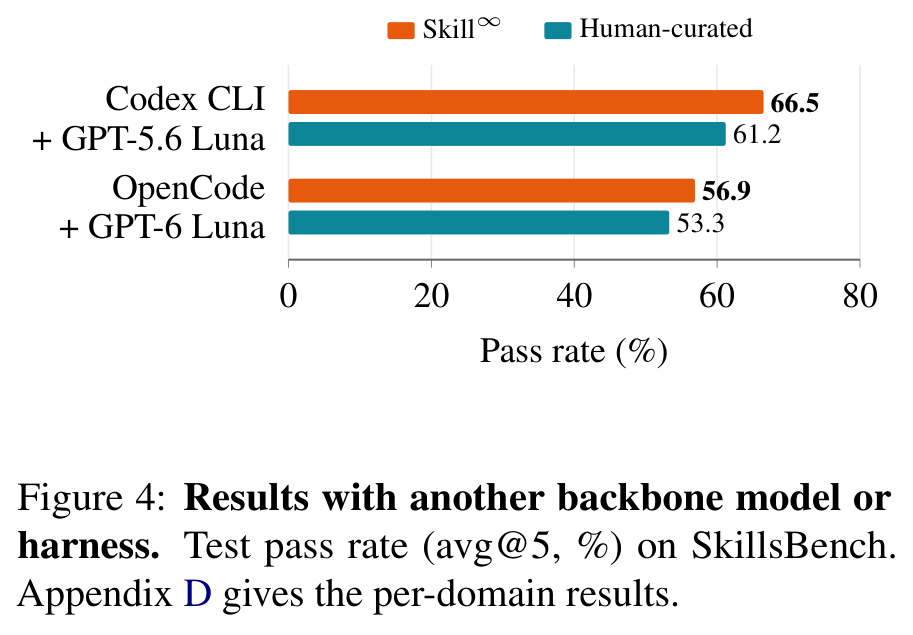 Skill∞ Human-curated
Codex CLI
+ GPT-5.6 Luna
66.5
61.2
OpenCode
+ GPT-6 Luna
56.9
53.3
0 20 40 60 80
Pass rate (%)
Figure 4: Results with another backbone model or
harness. Test pass rate (avg@5, %) on SkillsBench.
Appendix D gives the per-domain results.